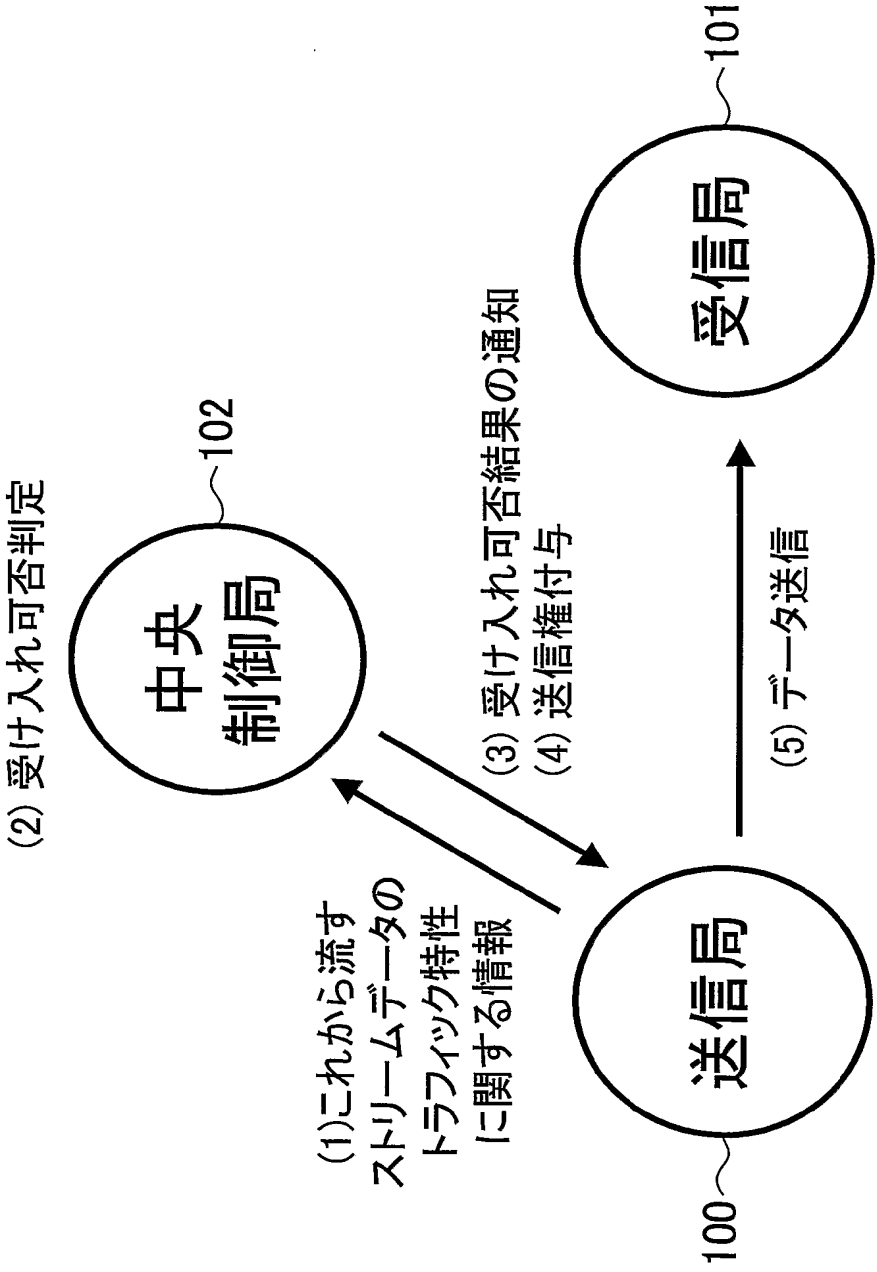 (2) 受け入れ可否判定
中央
制御局
102
(1)これから流す
ストリームデータの
トラフィック特性
に関する情報
(3) 受け入れ可否結果の通知
(4) 送信権付与
送信局
100
(5) データ送信
受信局
101